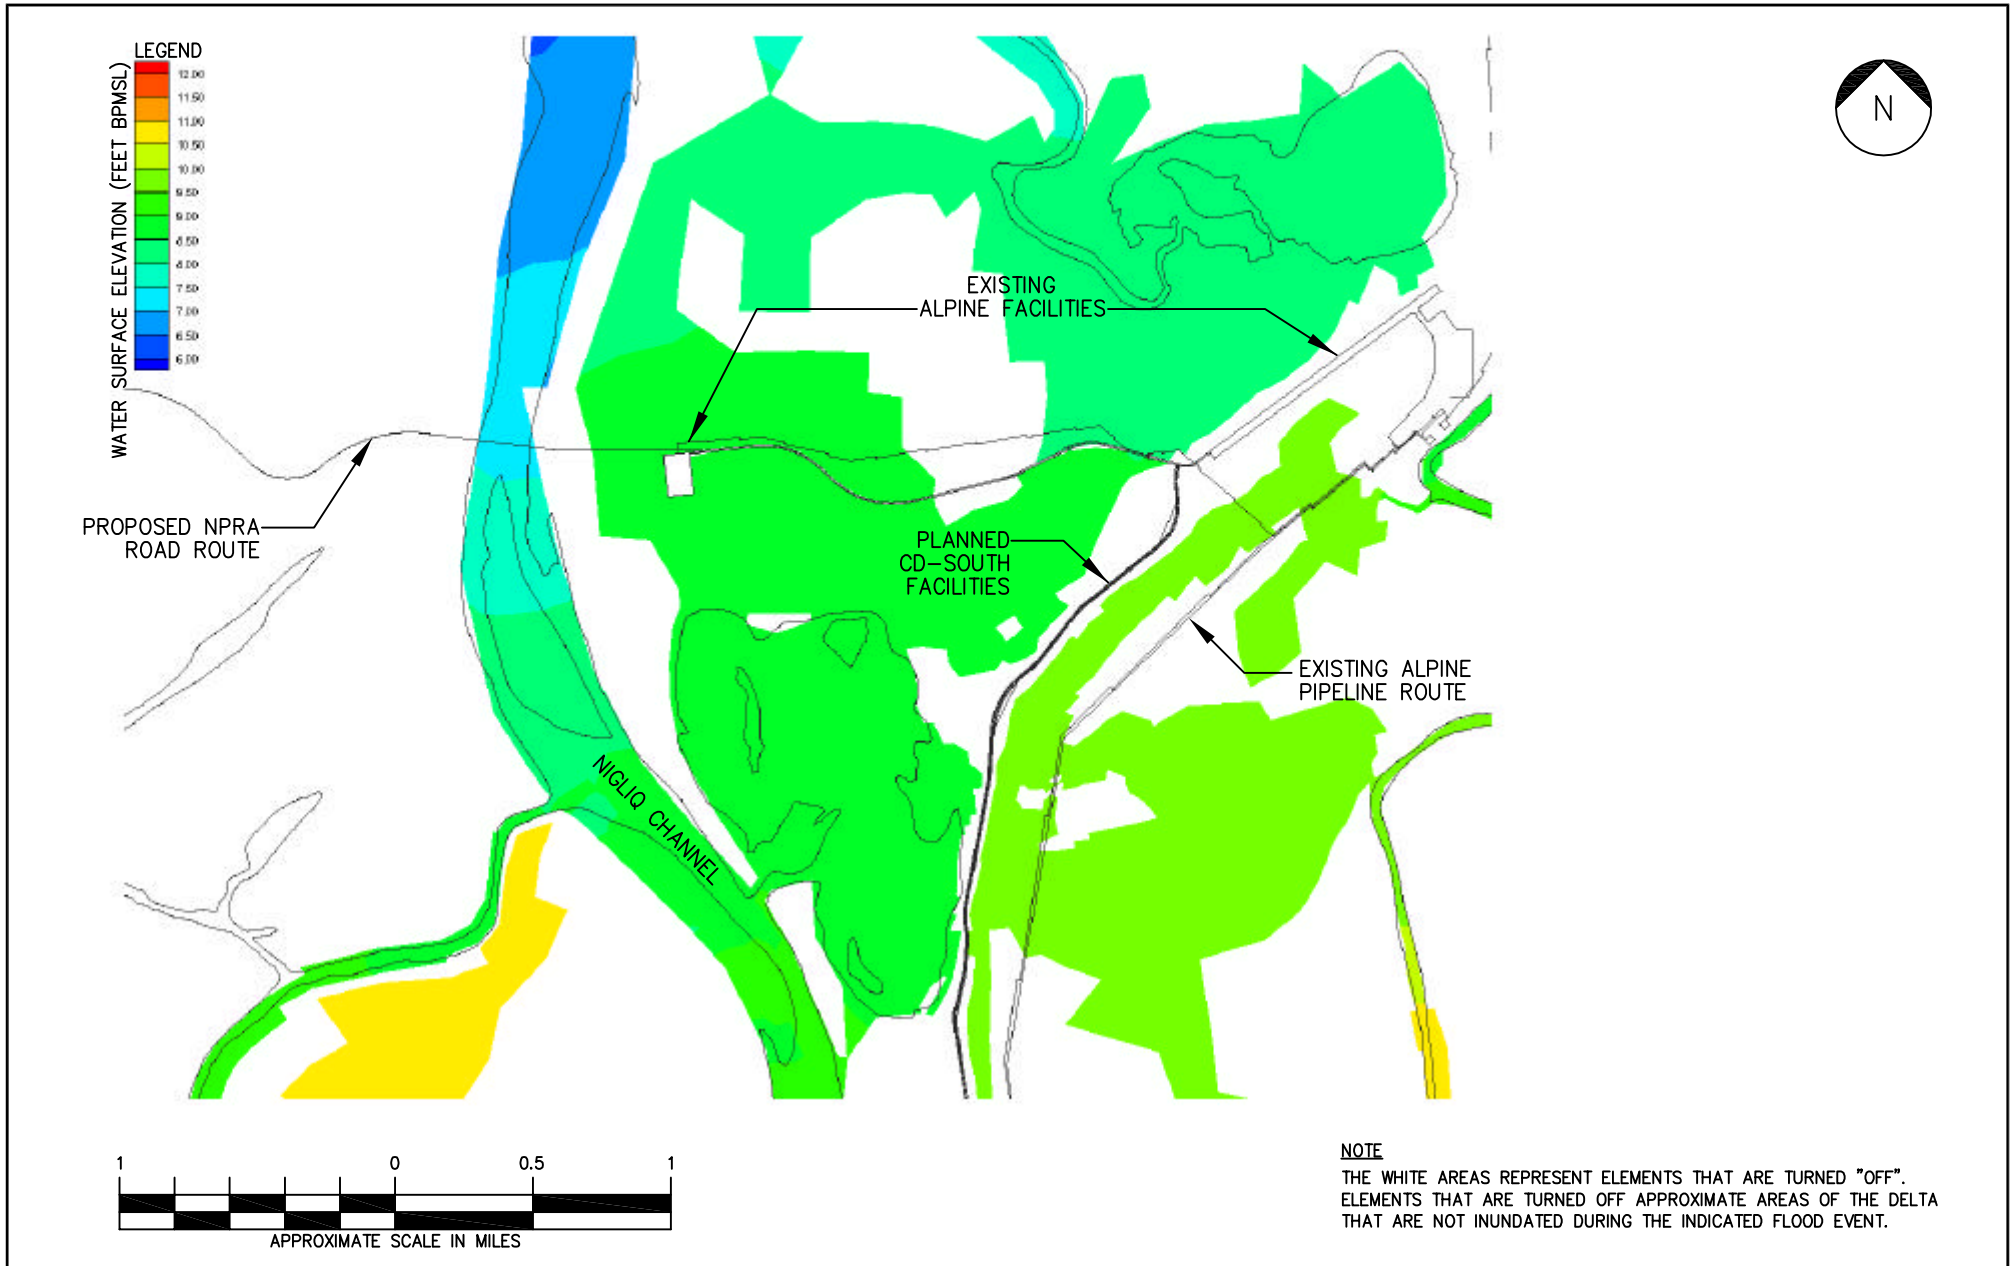 LEGEND
WATER SURFACE ELEVATION (FEET BPMSL)
12.00
11.50
11.00
10.50
10.00
9.50
9.00
8.50
8.00
7.50
7.00
6.50
6.00
N
EXISTING
ALPINE FACILITIES
PROPOSED NPRA
ROAD ROUTE
PLANNED
CD-SOUTH
FACILITIES
EXISTING ALPINE
PIPELINE ROUTE
NIGLIQ CHANNEL
1 0 0.5 1
APPROXIMATE SCALE IN MILES
NOTE
THE WHITE AREAS REPRESENT ELEMENTS THAT ARE TURNED "OFF".
ELEMENTS THAT ARE TURNED OFF APPROXIMATE AREAS OF THE DELTA
THAT ARE NOT INUNDATED DURING THE INDICATED FLOOD EVENT.